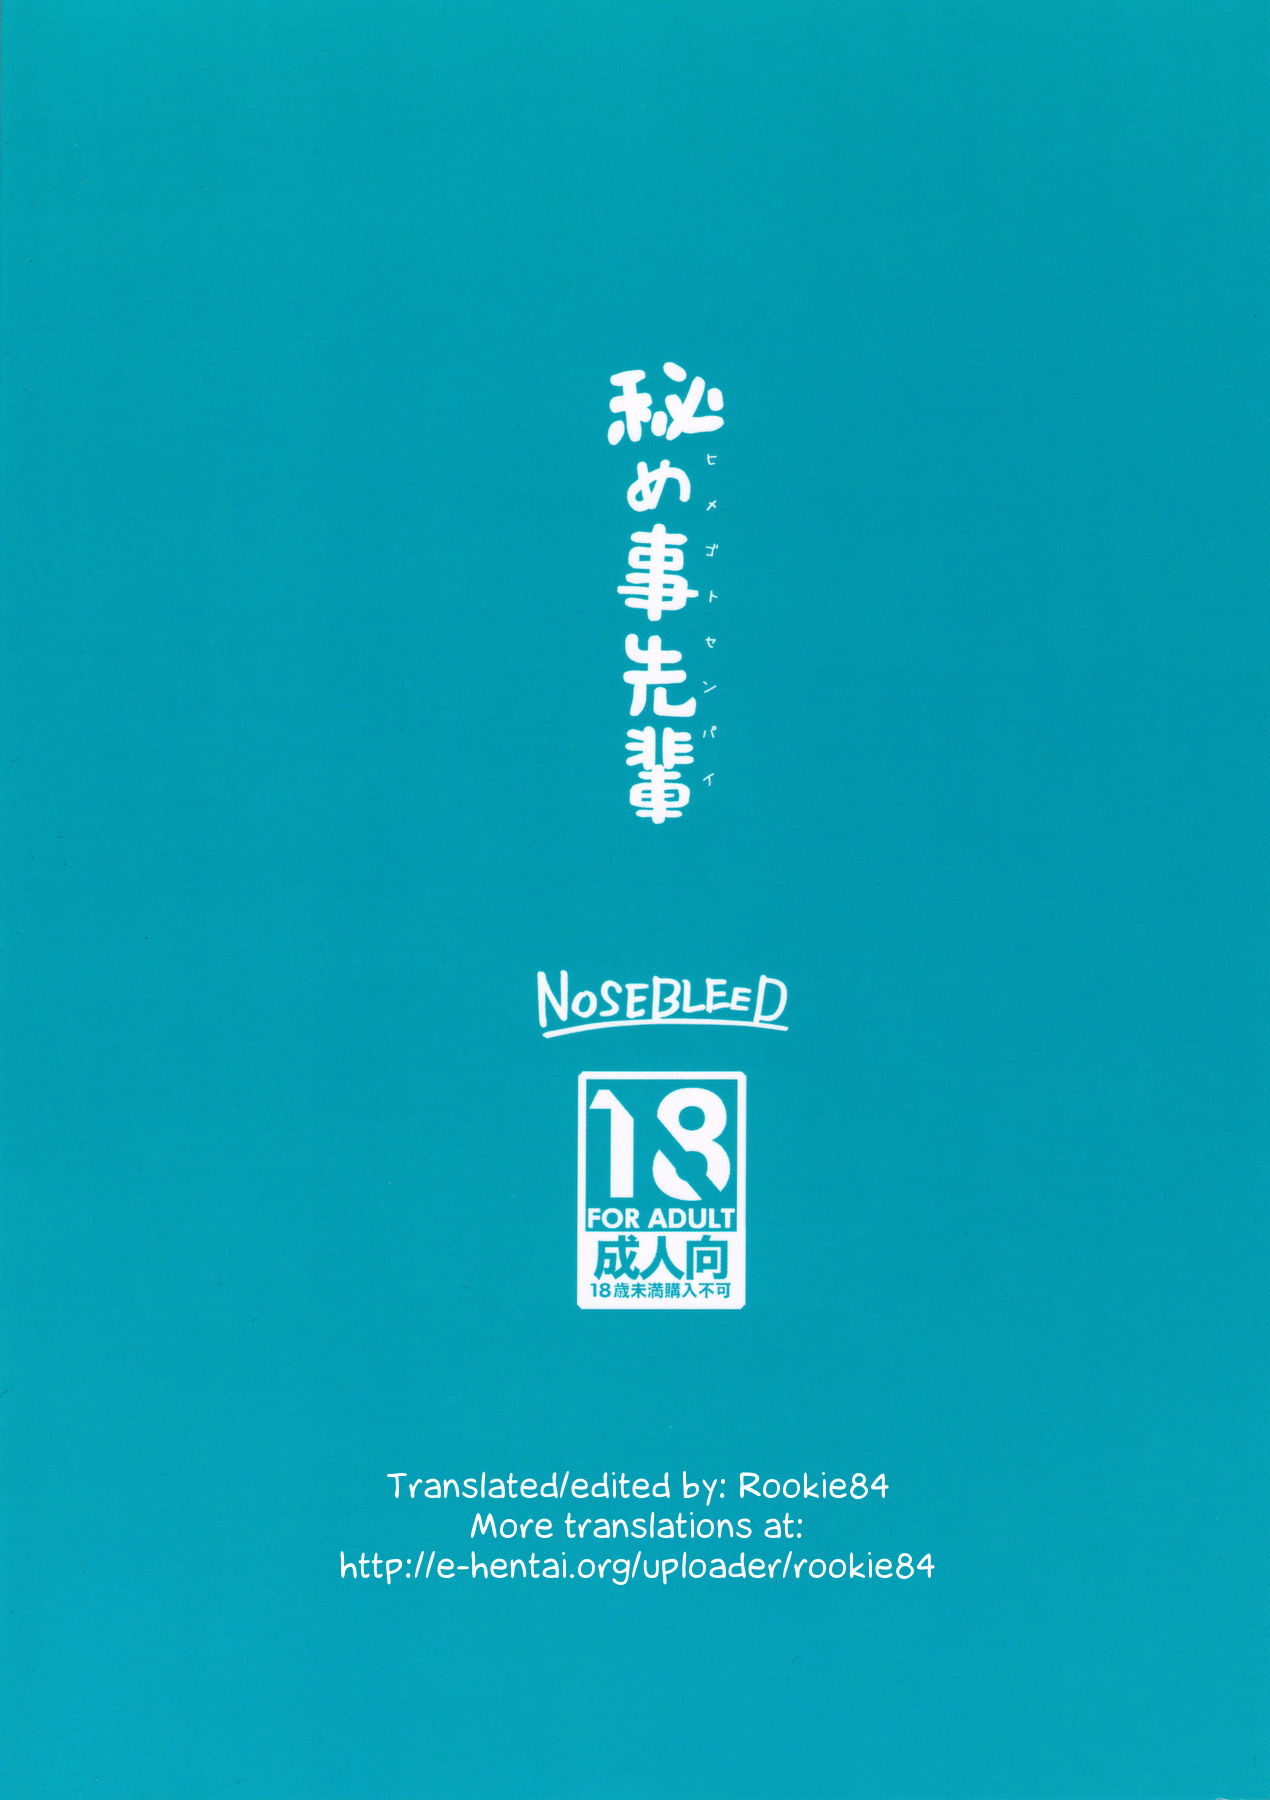 秘め事先輩
ヒメゴトセンパイ
NOSEBLEED
18
FOR ADULT
成人向
18歳未満購入不可
Translated/edited by: Rookie84
More translations at:
http://e-hentai.org/uploader/rookie84